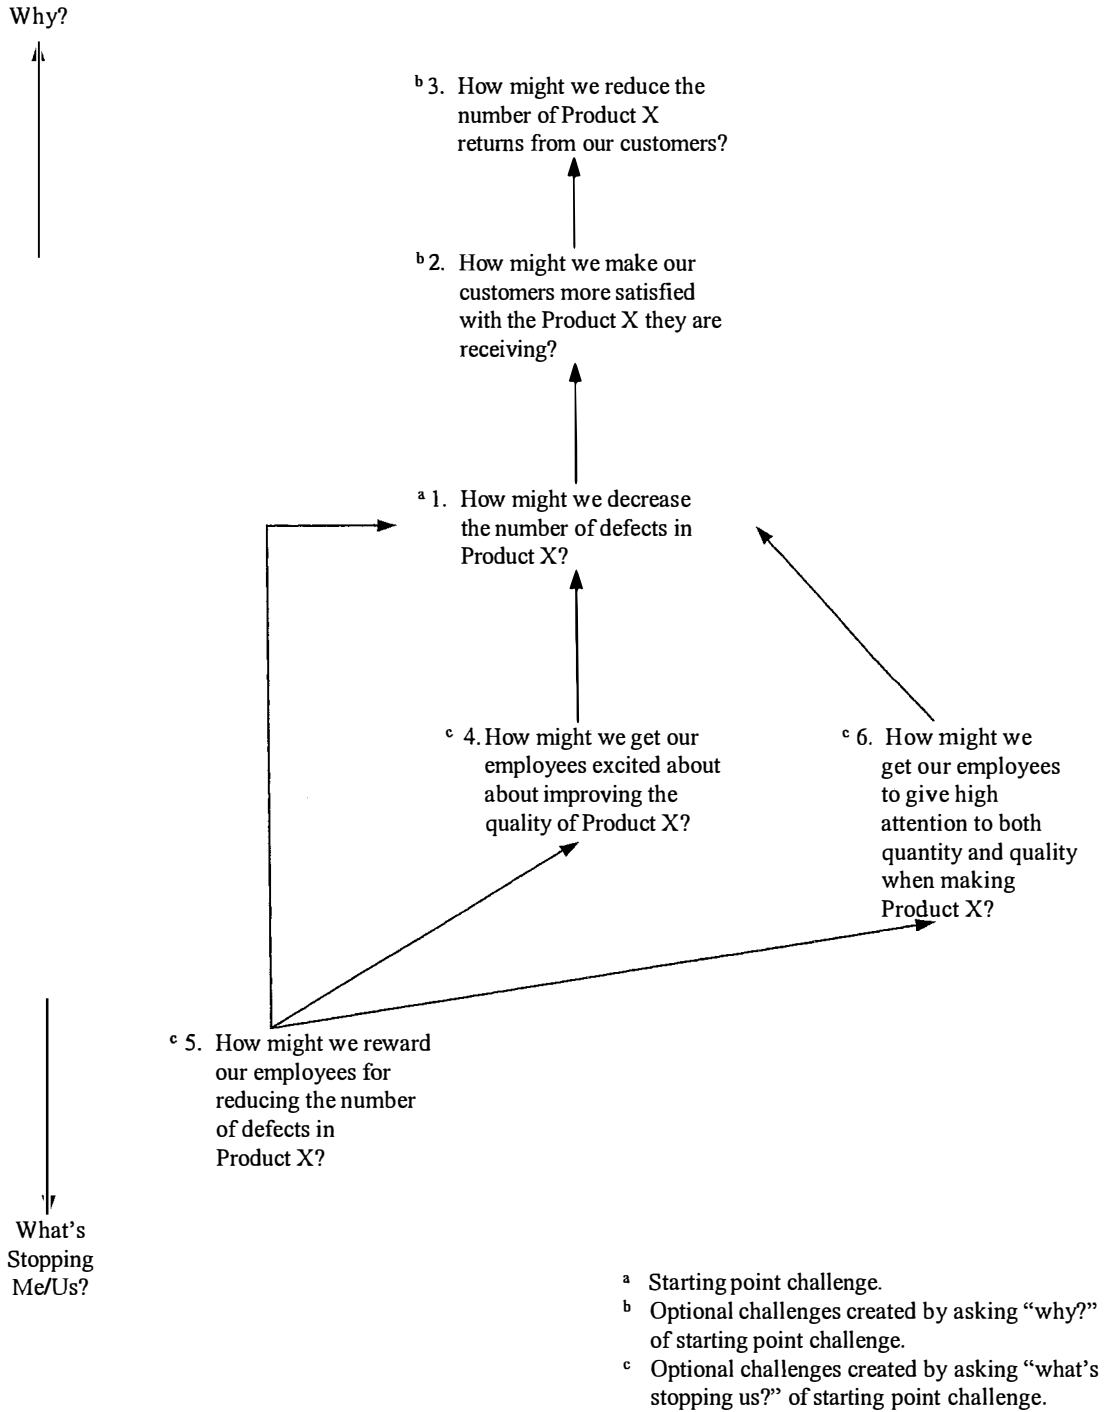 Why?
b 3. How might we reduce the
number of Product X
returns from our customers?
b 2. How might we make our
customers more satisfied
with the Product X they are
receiving?
a 1. How might we decrease
the number of defects in
Product X?
c 4. How might we get our
employees excited about
about improving the
quality of Product X?
c 6. How might we
get our employees
to give high
attention to both
quantity and quality
when making
Product X?
c 5. How might we reward
our employees for
reducing the number
of defects in
Product X?
What's
Stopping
Me/Us?
a Starting point challenge.
b Optional challenges created by asking “why?”
of starting point challenge.
c Optional challenges created by asking “what's
stopping us?” of starting point challenge.